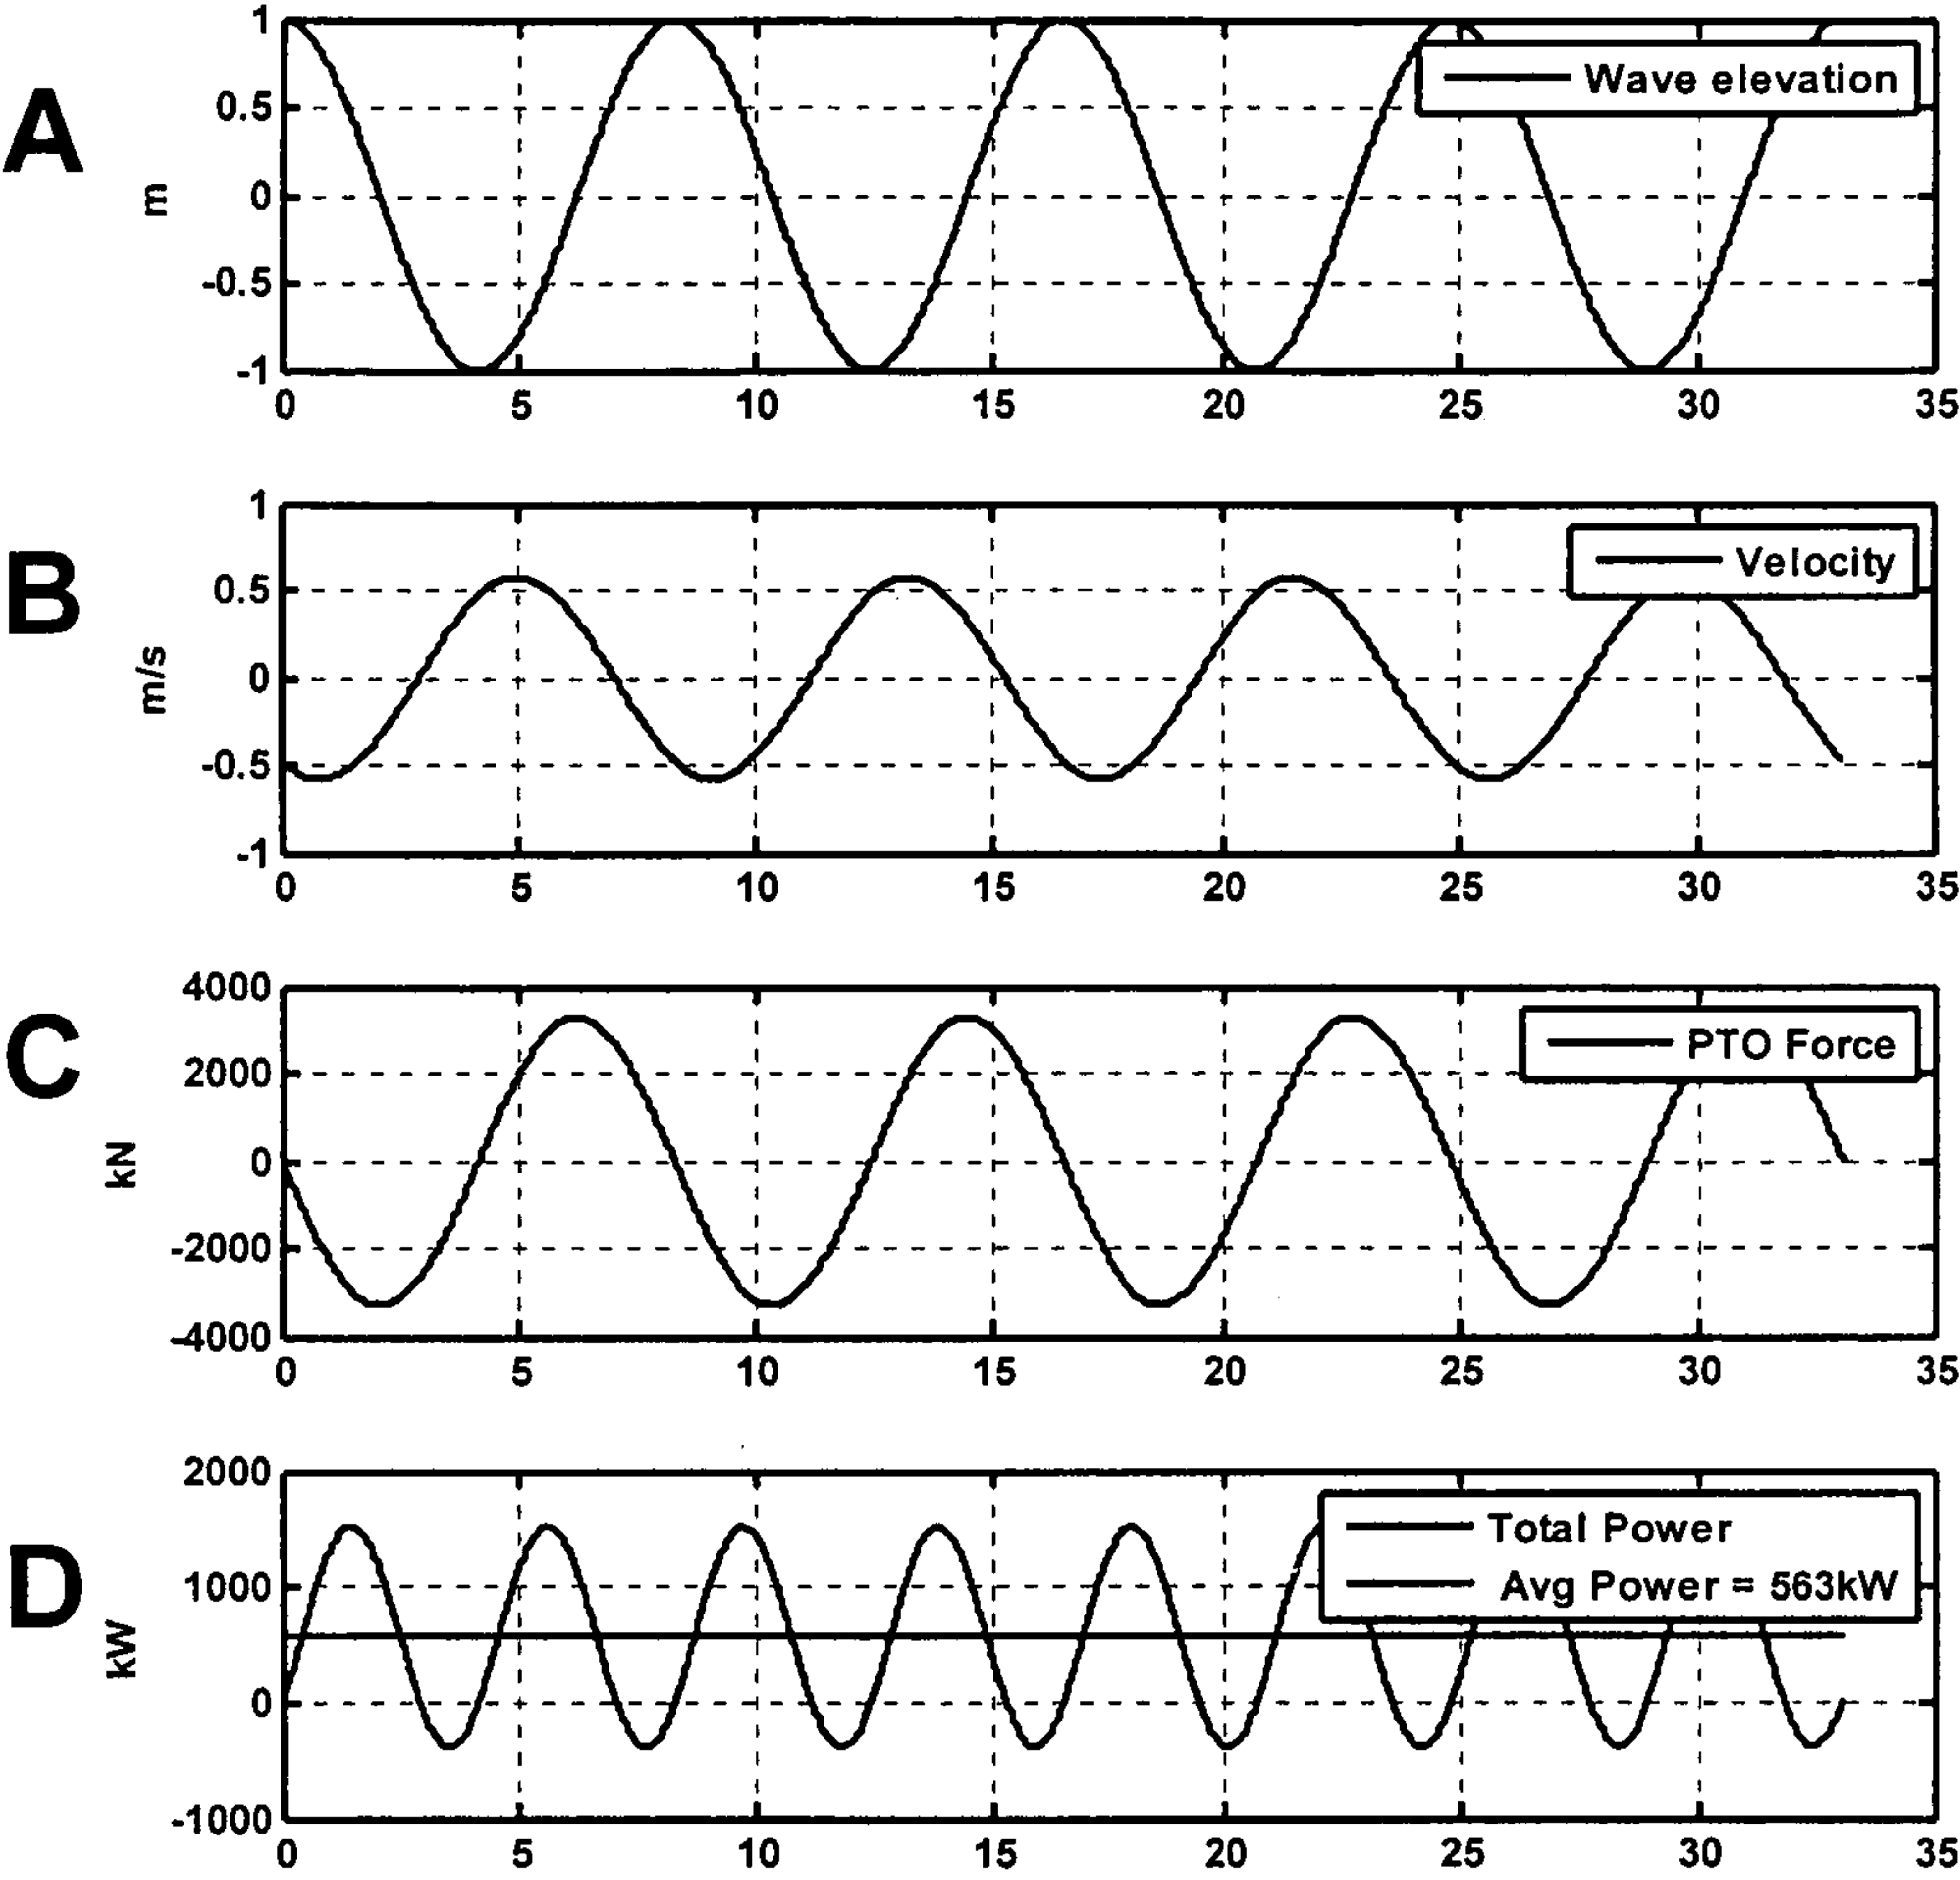 A
m
1
0.5
0
-0.5
-1
Wave elevation
0 5 10 15 20 25 30 35
B
m/s
1
0.5
0
-0.5
-1
Velocity
0 5 10 15 20 25 30 35
C
kN
4000
2000
0
-2000
-4000
PTO Force
0 5 10 15 20 25 30 35
D
kW
2000
1000
0
-1000
Total Power
Avg Power = 563kW
0 5 10 15 20 25 30 35